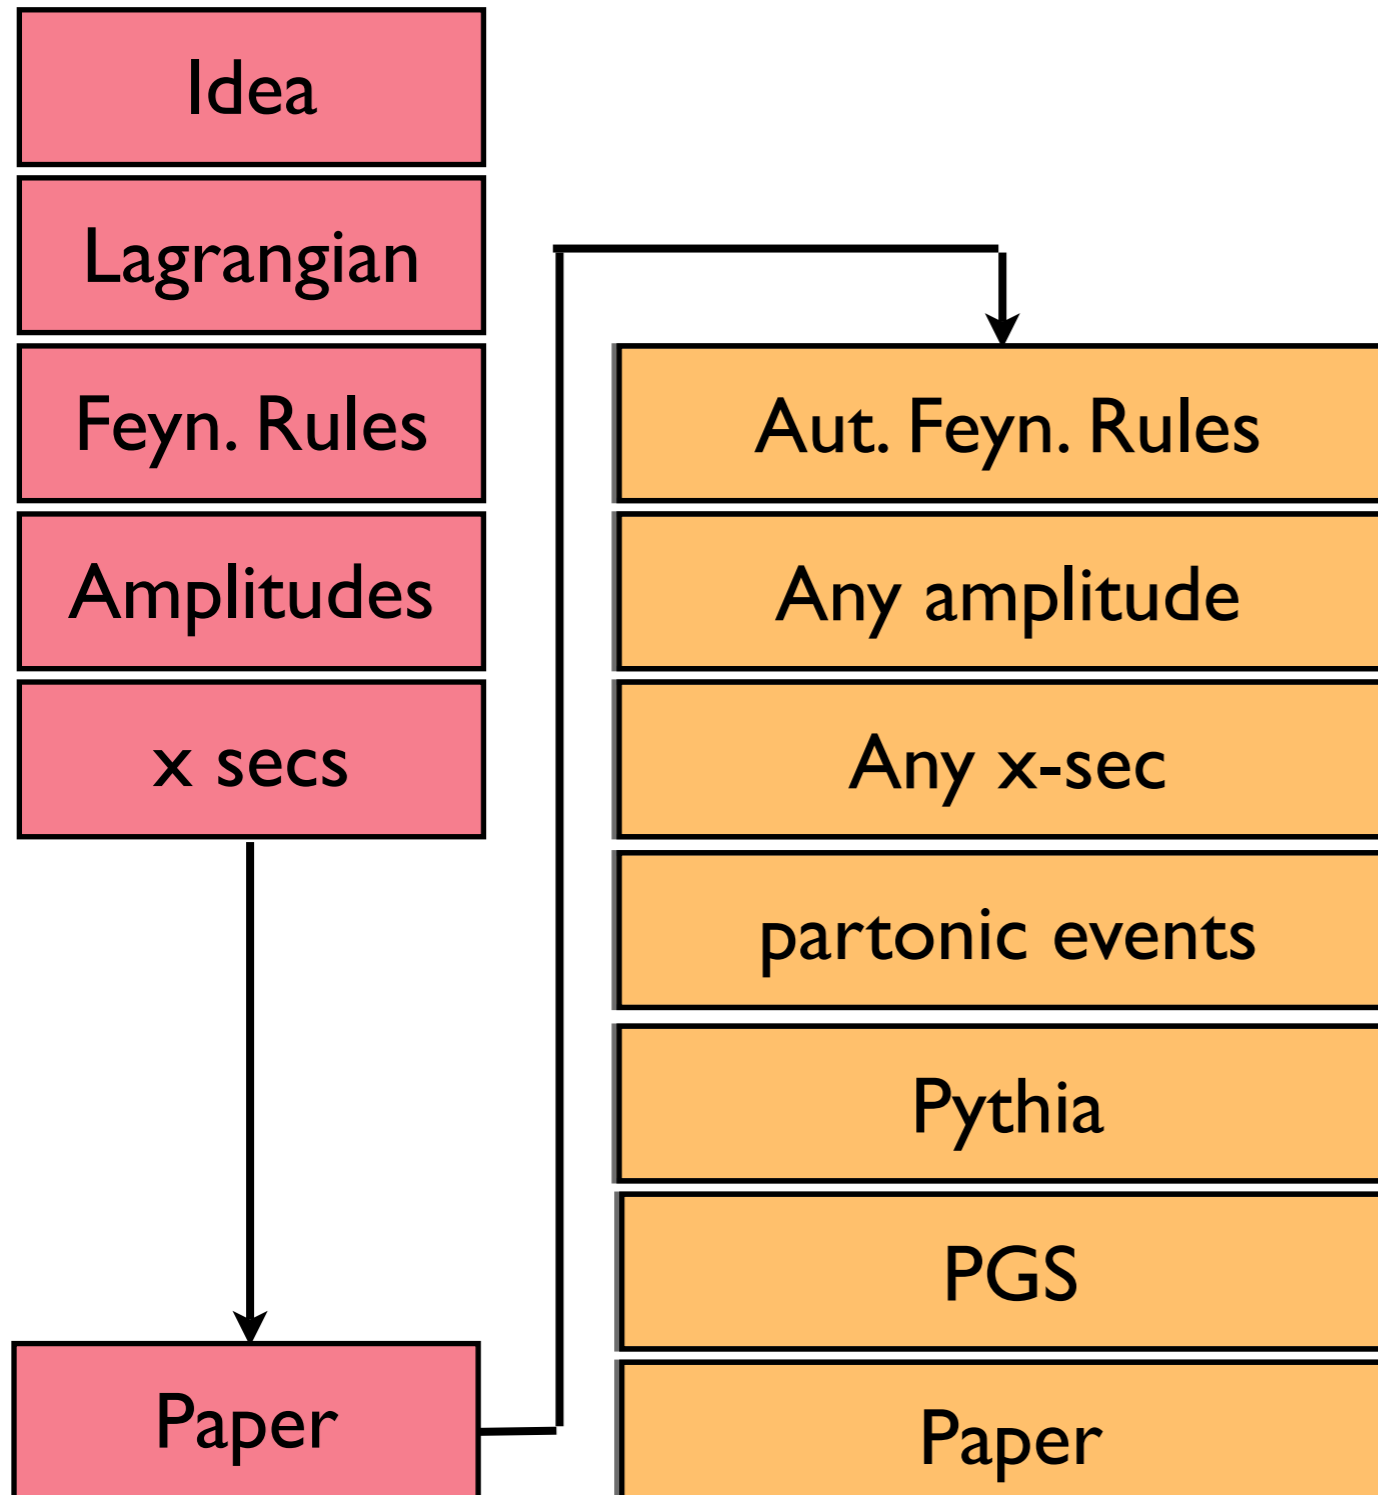 Idea
Lagrangian
Feyn. Rules
Amplitudes
x secs
Paper
Aut. Feyn. Rules
Any amplitude
Any x-sec
partonic events
Pythia
PGS
Paper